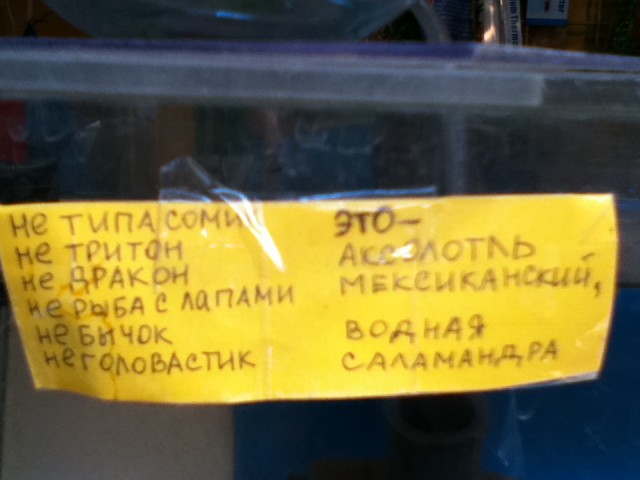 не типа сомик
не тритон
не дракон
не рыба с лапами
не бычок
не головастик
это-
аксолотль
мексиканский,
водная
саламандра